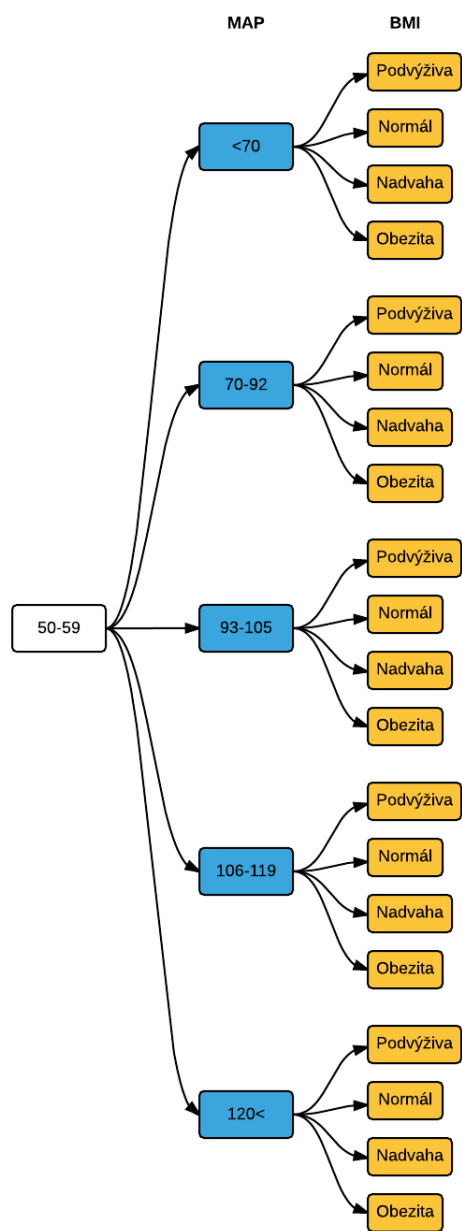 MAP
BMI
50-59
<70
Podvýživa
Normál
Nadvaha
Obezita
70-92
Podvýživa
Normál
Nadvaha
Obezita
93-105
Podvýživa
Normál
Nadvaha
Obezita
106-119
Podvýživa
Normál
Nadvaha
Obezita
120<
Podvýživa
Normál
Nadvaha
Obezita